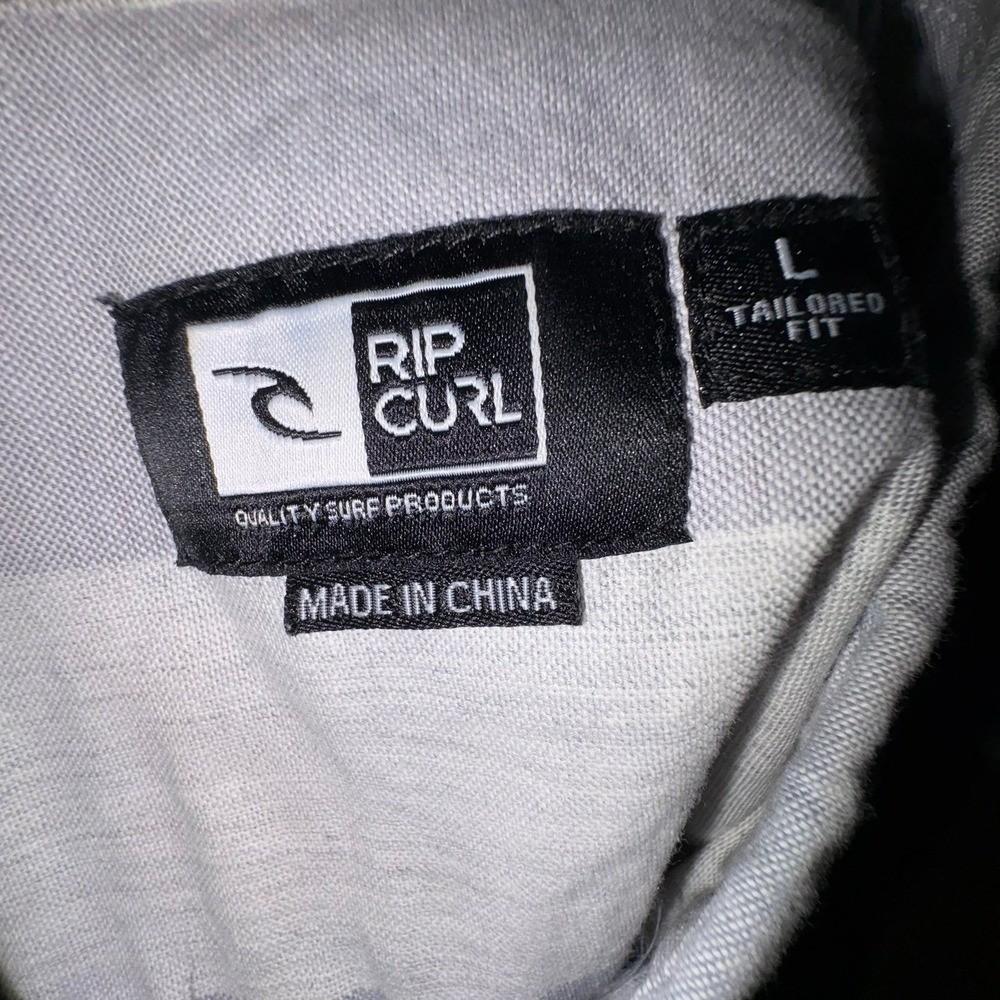 RIP
CURL
QUALITY SURF PRODUCTS
MADE IN CHINA
L
TAILORED
FIT